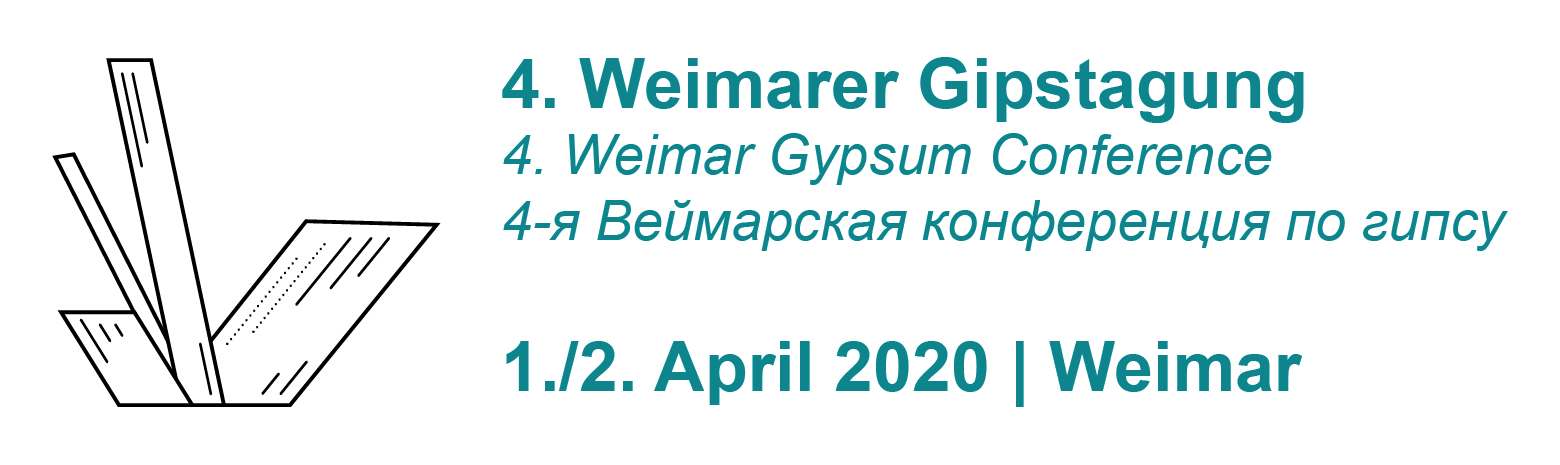 4. Weimarer Gipstagung
4. Weimar Gypsum Conference
4-я Веймарская конференция по гипсу
1./2. April 2020 | Weimar